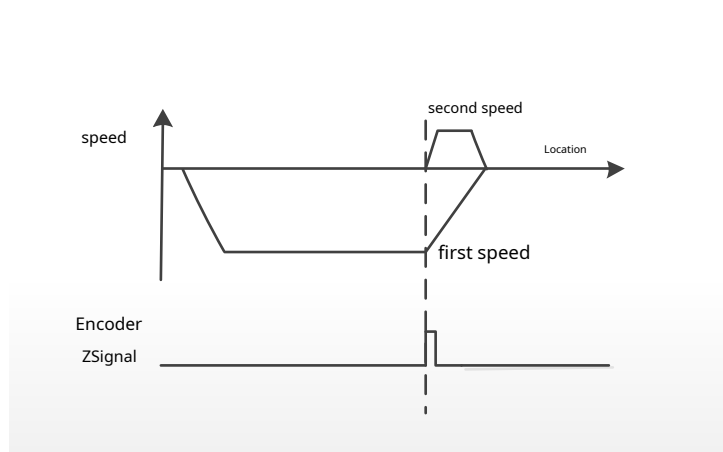 second speed
speed
Location
first speed
Encoder
ZSignal